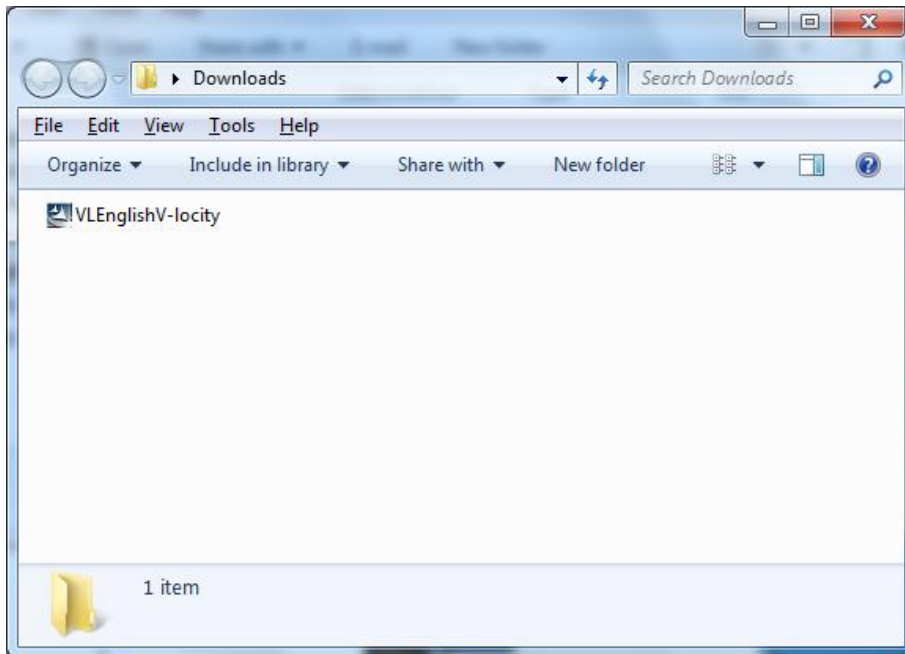 Downloads
Search Downloads
File Edit View Tools Help
Organize Include in library Share with New folder
VLEnglishV-locity
1 item